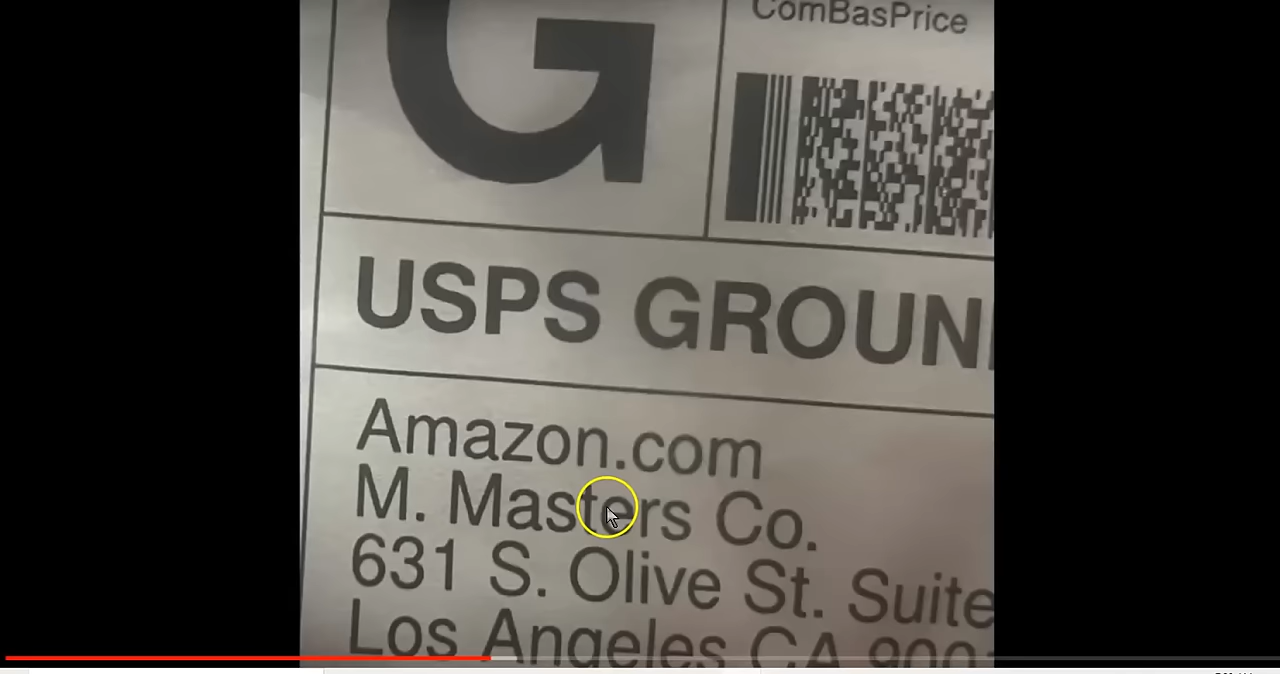 G
ComBasPrice
USPS GROUN
Amazon.com
M. Masters Co.
631 S. Olive St. Suite
Los Angeles CA